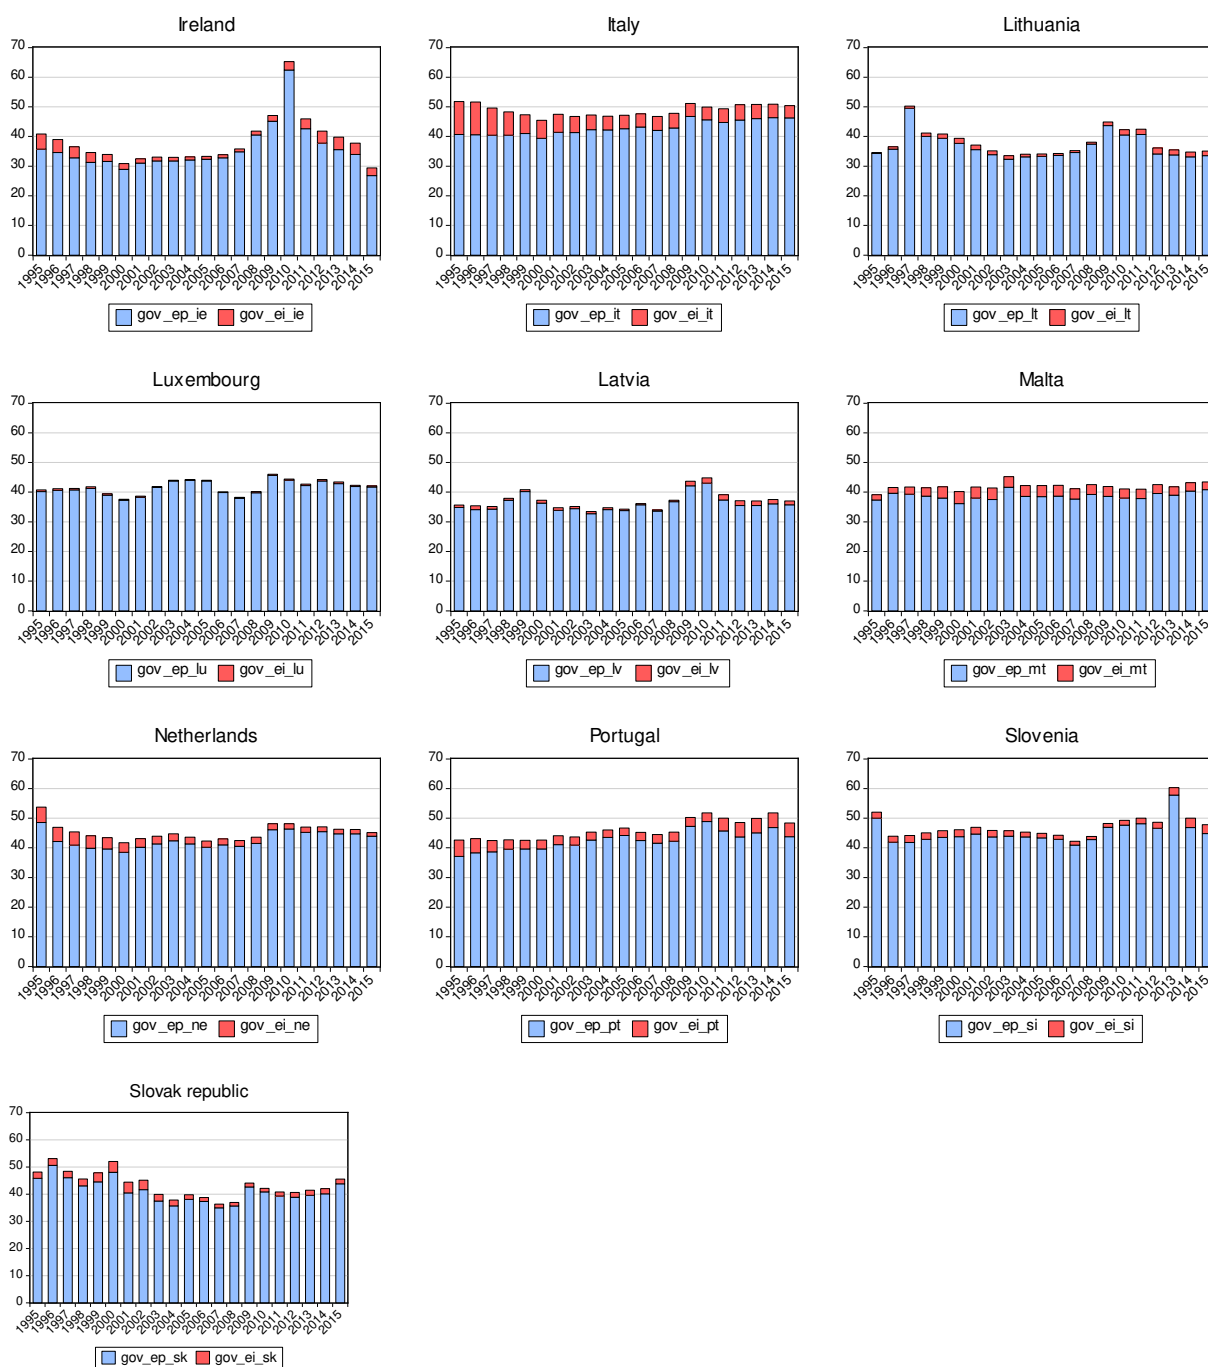 Ireland
70
60
50
40
30
20
10
0
1995 1996 1997 1998 1999 2000 2001 2002 2003 2004 2005 2006 2007 2008 2009 2010 2011 2012 2013 2014 2015
gov_ep_ie gov_ei_ie
Italy
70
60
50
40
30
20
10
0
1995 1996 1997 1998 1999 2000 2001 2002 2003 2004 2005 2006 2007 2008 2009 2010 2011 2012 2013 2014 2015
gov_ep_it gov_ei_it
Lithuania
70
60
50
40
30
20
10
0
1995 1996 1997 1998 1999 2000 2001 2002 2003 2004 2005 2006 2007 2008 2009 2010 2011 2012 2013 2014 2015
gov_ep_lt gov_ei_lt
Luxembourg
70
60
50
40
30
20
10
0
1995 1996 1997 1998 1999 2000 2001 2002 2003 2004 2005 2006 2007 2008 2009 2010 2011 2012 2013 2014 2015
gov_ep_lu gov_ei_lu
Latvia
70
60
50
40
30
20
10
0
1995 1996 1997 1998 1999 2000 2001 2002 2003 2004 2005 2006 2007 2008 2009 2010 2011 2012 2013 2014 2015
gov_ep_lv gov_ei_lv
Malta
70
60
50
40
30
20
10
0
1995 1996 1997 1998 1999 2000 2001 2002 2003 2004 2005 2006 2007 2008 2009 2010 2011 2012 2013 2014 2015
gov_ep_mt gov_ei_mt
Netherlands
70
60
50
40
30
20
10
0
1995 1996 1997 1998 1999 2000 2001 2002 2003 2004 2005 2006 2007 2008 2009 2010 2011 2012 2013 2014 2015
gov_ep_ne gov_ei_ne
Portugal
70
60
50
40
30
20
10
0
1995 1996 1997 1998 1999 2000 2001 2002 2003 2004 2005 2006 2007 2008 2009 2010 2011 2012 2013 2014 2015
gov_ep_pt gov_ei_pt
Slovenia
70
60
50
40
30
20
10
0
1995 1996 1997 1998 1999 2000 2001 2002 2003 2004 2005 2006 2007 2008 2009 2010 2011 2012 2013 2014 2015
gov_ep_si gov_ei_si
Slovak republic
70
60
50
40
30
20
10
0
1995 1996 1997 1998 1999 2000 2001 2002 2003 2004 2005 2006 2007 2008 2009 2010 2011 2012 2013 2014 2015
gov_ep_sk gov_ei_sk